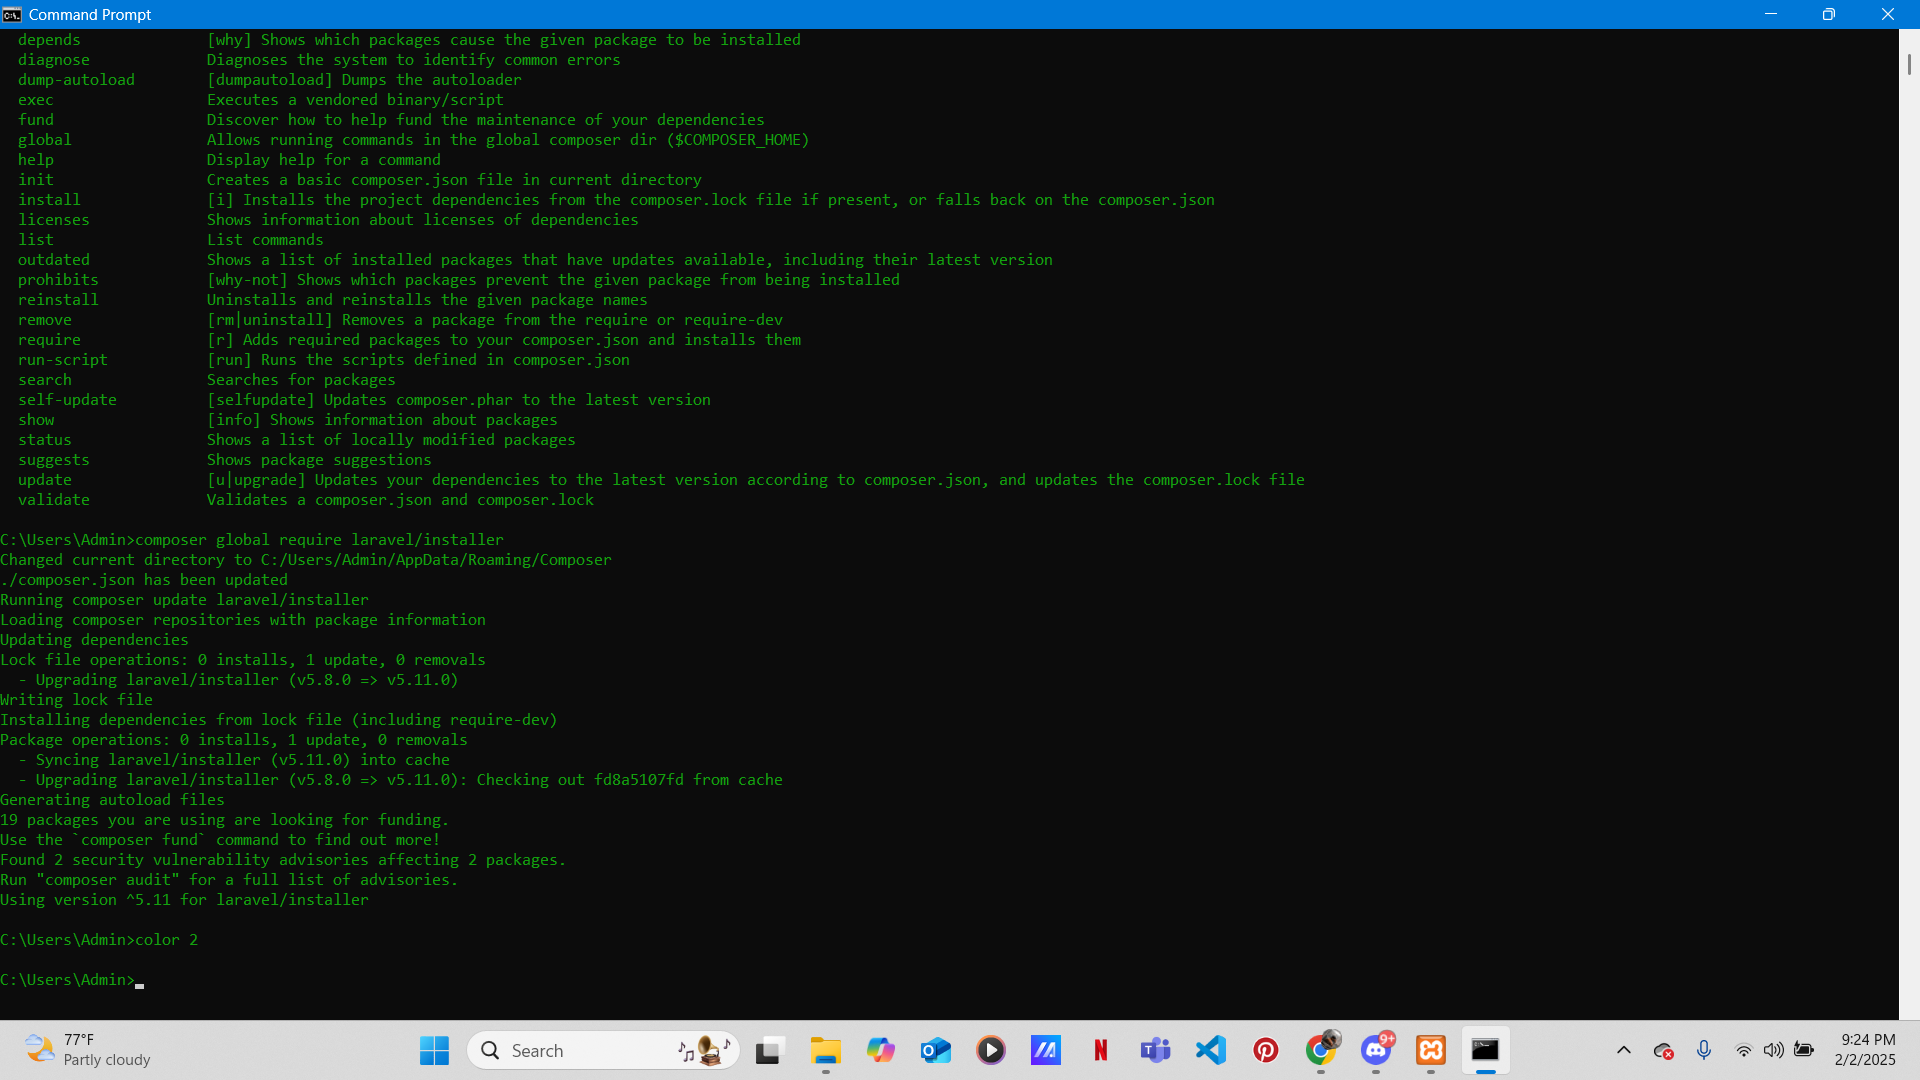 Command Prompt
depends [why] Shows which packages cause the given package to be installed
diagnose Diagnoses the system to identify common errors
dump-autoload [dumpautoload] Dumps the autoloader
exec Executes a vendored binary/script
fund Discover how to help fund the maintenance of your dependencies
global Allows running commands in the global composer dir ($COMPOSER_HOME)
help Display help for a command
init Creates a basic composer.json file in current directory
install [i] Installs the project dependencies from the composer.lock file if present, or falls back on the composer.json
licenses Shows information about licenses of dependencies
list List commands
outdated Shows a list of installed packages that have updates available, including their latest version
prohibits [why-not] Shows which packages prevent the given package from being installed
reinstall Uninstalls and reinstalls the given package names
remove [rm|uninstall] Removes a package from the require or require-dev
require [r] Adds required packages to your composer.json and installs them
run-script [run] Runs the scripts defined in composer.json
search Searches for packages
self-update [selfupdate] Updates composer.phar to the latest version
show [info] Shows information about packages
status Shows a list of locally modified packages
suggests Shows package suggestions
update [u|upgrade] Updates your dependencies to the latest version according to composer.json, and updates the composer.lock file
validate Validates a composer.json and composer.lock
C:\Users\Admin>composer global require laravel/installer
Changed current directory to C:/Users/Admin/AppData/Roaming/Composer
./composer.json has been updated
Running composer update laravel/installer
Loading composer repositories with package information
Updating dependencies
Lock file operations: 0 installs, 1 update, 0 removals
- Upgrading laravel/installer (v5.8.0 => v5.11.0)
Writing lock file
Installing dependencies from lock file (including require-dev)
Package operations: 0 installs, 1 update, 0 removals
- Syncing laravel/installer (v5.11.0) into cache
- Upgrading laravel/installer (v5.8.0 => v5.11.0): Checking out fd8a5107fd from cache
Generating autoload files
19 packages you are using are looking for funding.
Use the `composer fund` command to find out more!
Found 2 security vulnerability advisories affecting 2 packages.
Run "composer audit" for a full list of advisories.
Using version ^5.11 for laravel/installer
C:\Users\Admin>color 2
C:\Users\Admin>
77°F
Partly cloudy
Search
9+
9:24 PM
2/2/2025